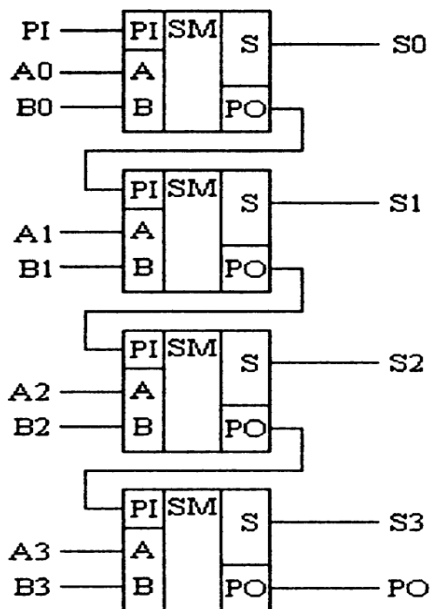 PI PI SM S S0
A0 A
B0 B PO
PI SM S S1
A1 A
B1 B PO
PI SM S S2
A2 A
B2 B PO
PI SM S S3
A3 A
B3 B PO PO